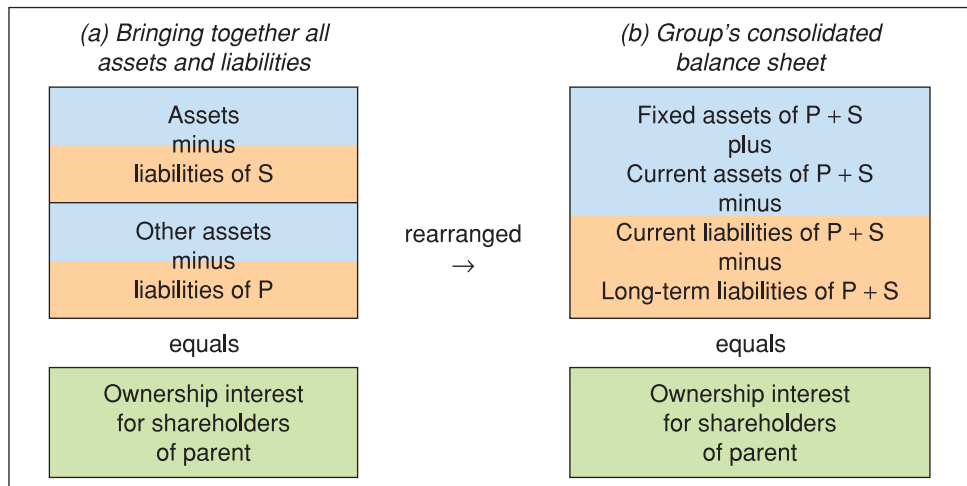 (a) Bringing together all
assets and liabilities
Assets
minus
liabilities of S
Other assets
minus
liabilities of P
equals
Ownership interest
for shareholders
of parent
rearranged
→
(b) Group's consolidated
balance sheet
Fixed assets of P + S
plus
Current assets of P + S
minus
Current liabilities of P + S
minus
Long-term liabilities of P + S
equals
Ownership interest
for shareholders
of parent